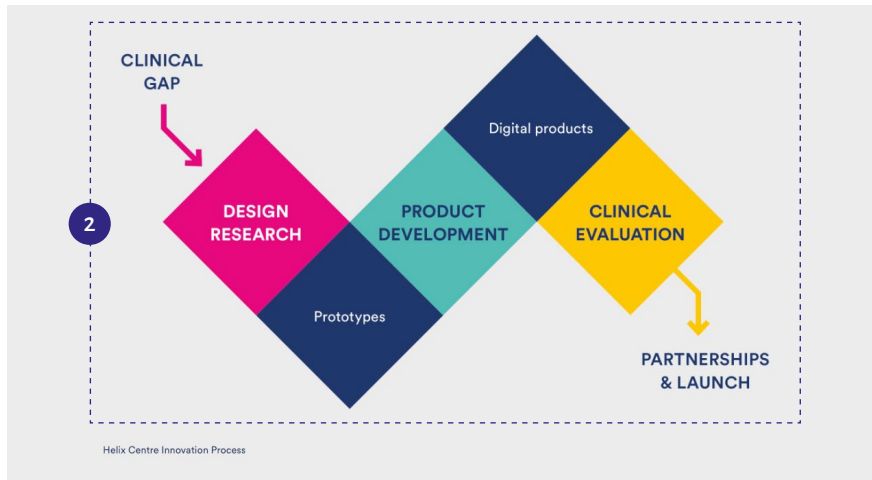 CLINICAL
GAP
Digital products
2
DESIGN
RESEARCH
PRODUCT
DEVELOPMENT
CLINICAL
EVALUATION
Prototypes
PARTNERSHIPS
& LAUNCH
Helix Centre Innovation Process